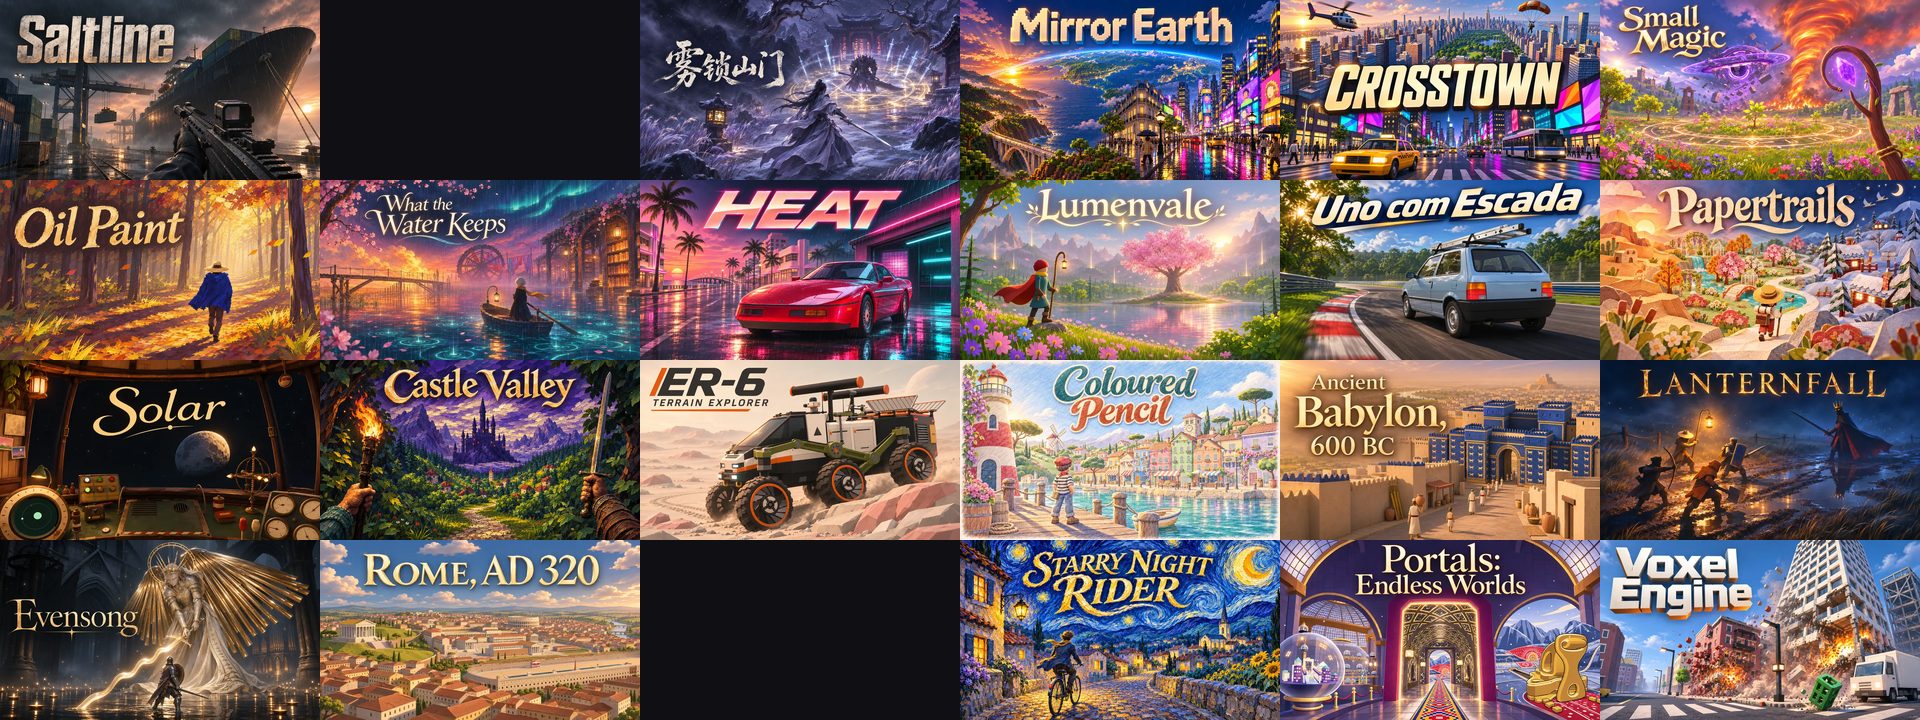 Saltline
雾锁山门
Mirror Earth
CROSSTOWN
Small
Magic
Oil Paint
What the
Water Keeps
HEAT
Lumenvale
Uno com Escada
Papertrails
Solar
Castle Valley
ER-6
TERRAIN EXPLORER
Coloured
Pencil
Ancient
Babylon,
600 BC
LANTERNFALL
Evensong
ROME, AD 320
STARRY NIGHT
RIDER
Portals:
Endless Worlds
Voxel
Engine